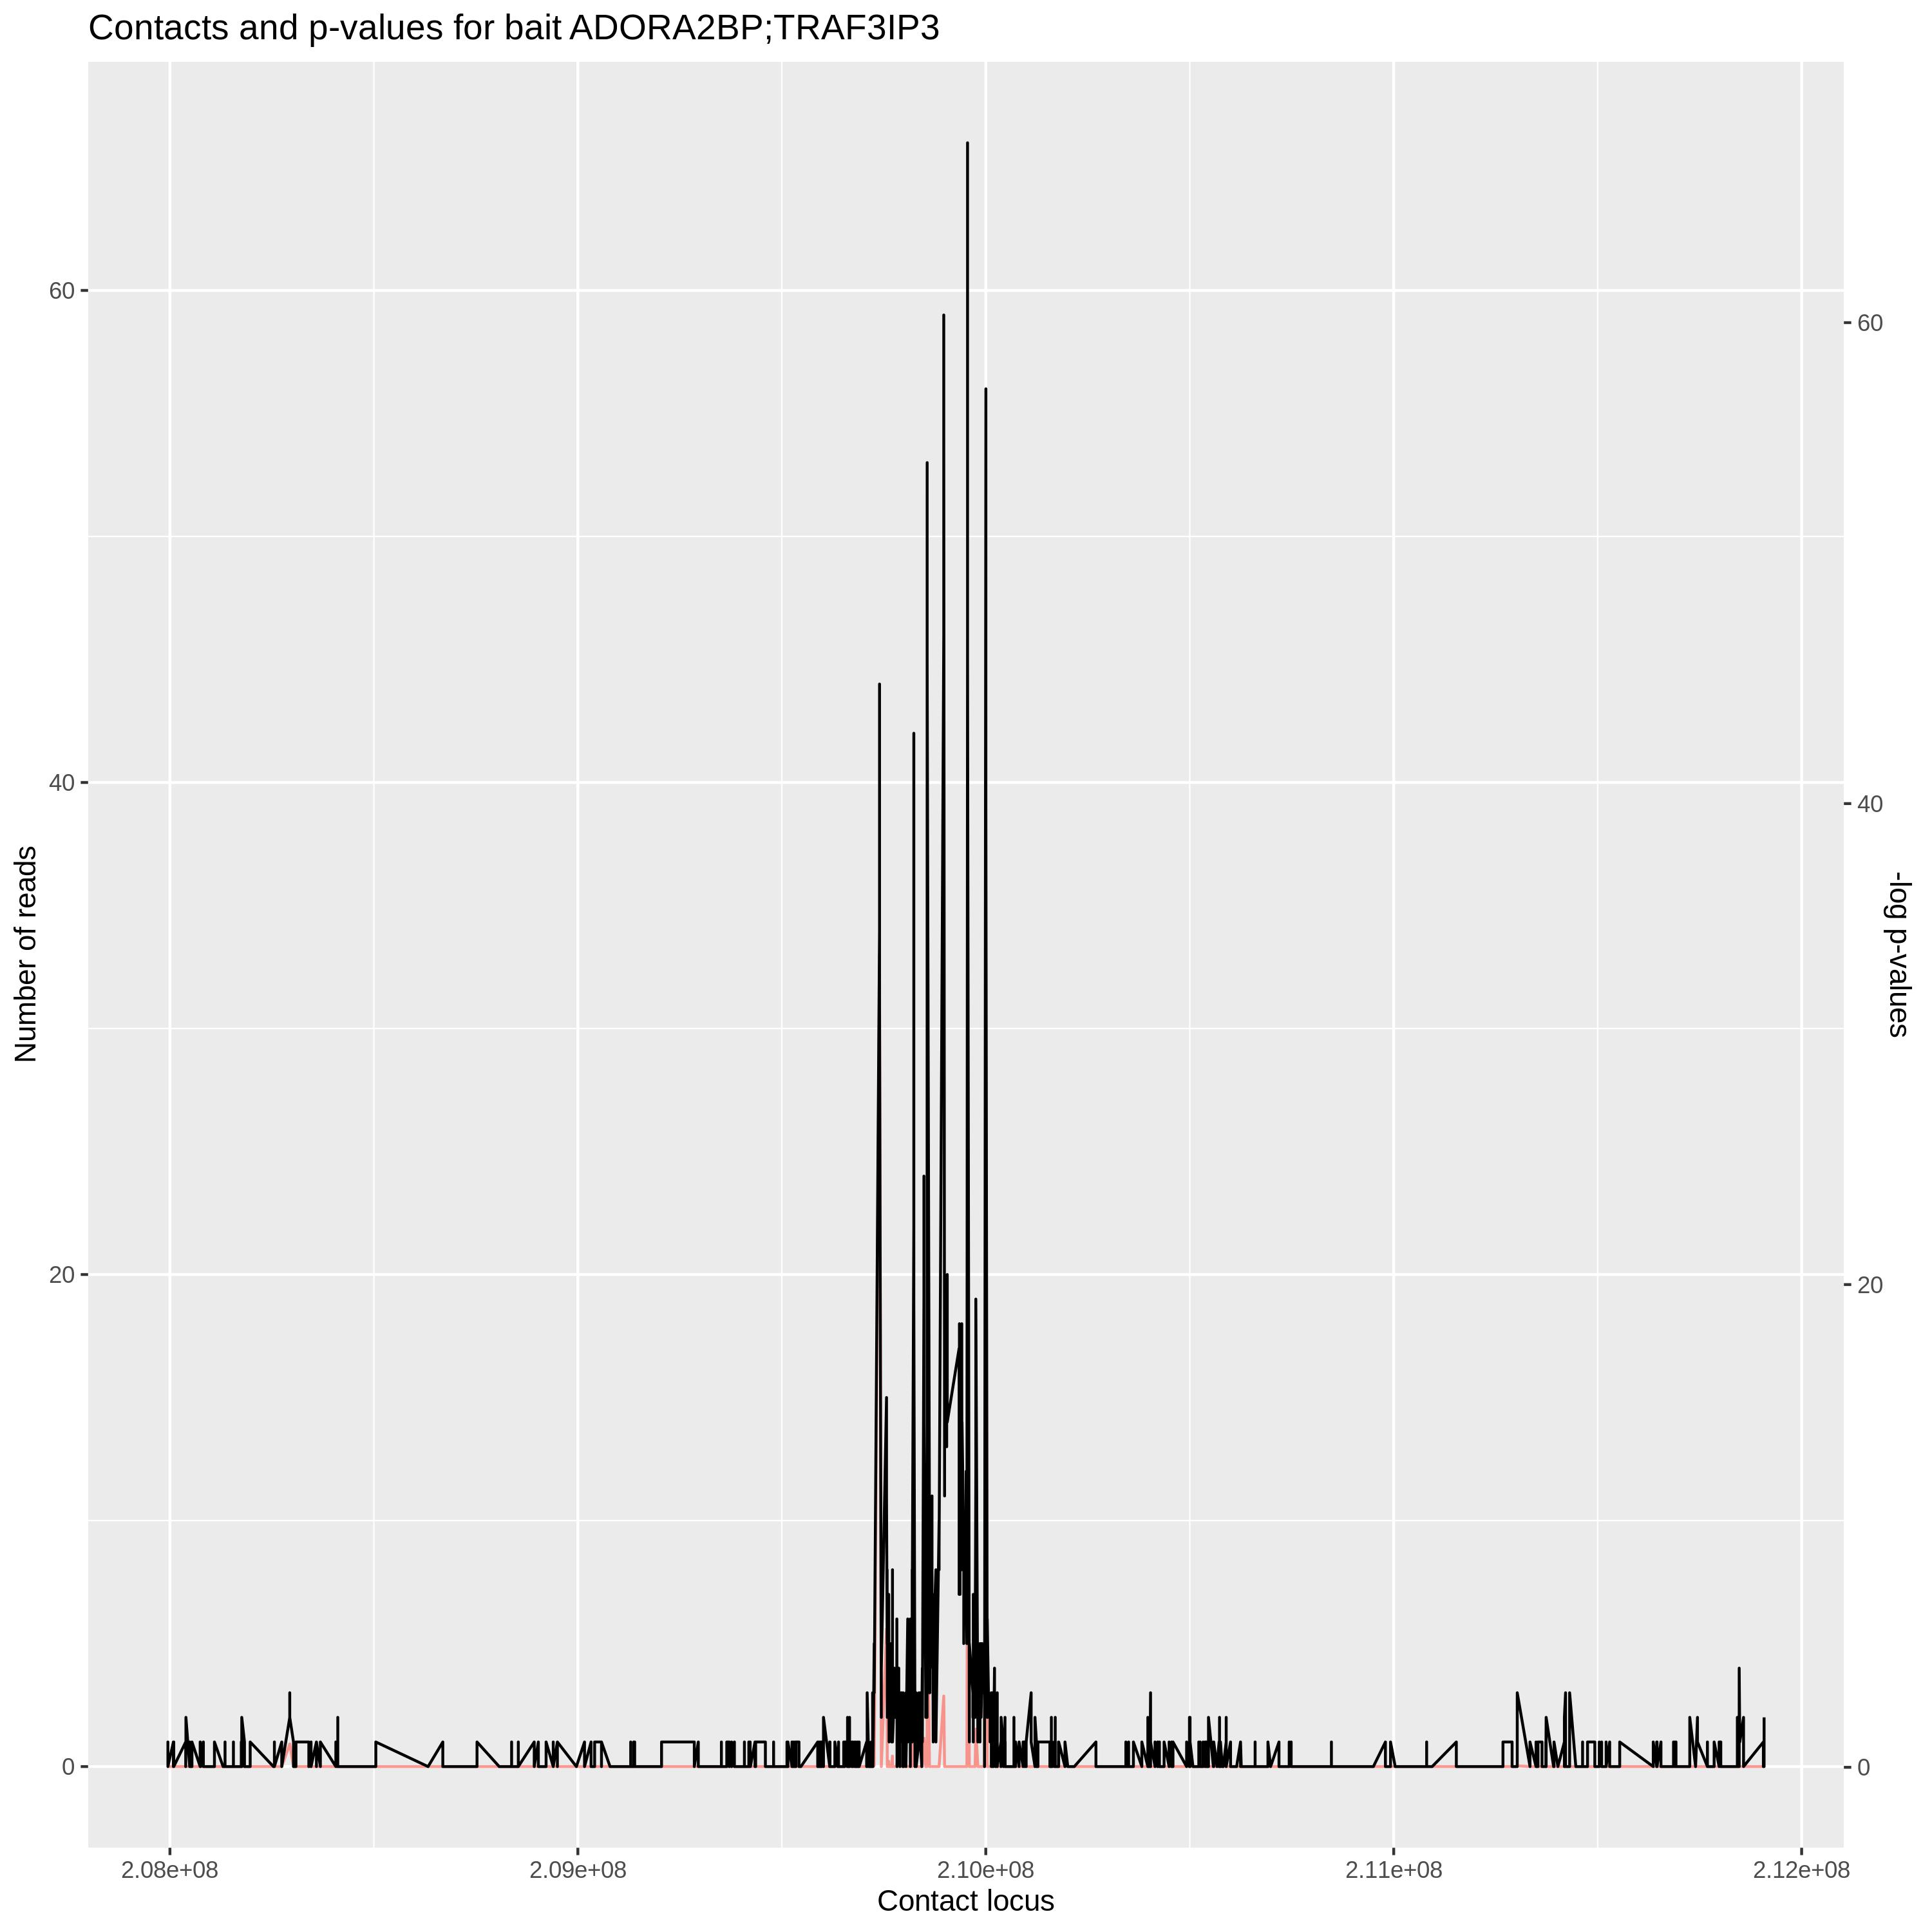 Contacts and p-values for bait ADORA2BP;TRAF3IP3
60
40
20
0
Number of reads
60
40
20
0
-log p-values
2.08e+08
2.09e+08
2.10e+08
2.11e+08
2.12e+08
Contact locus